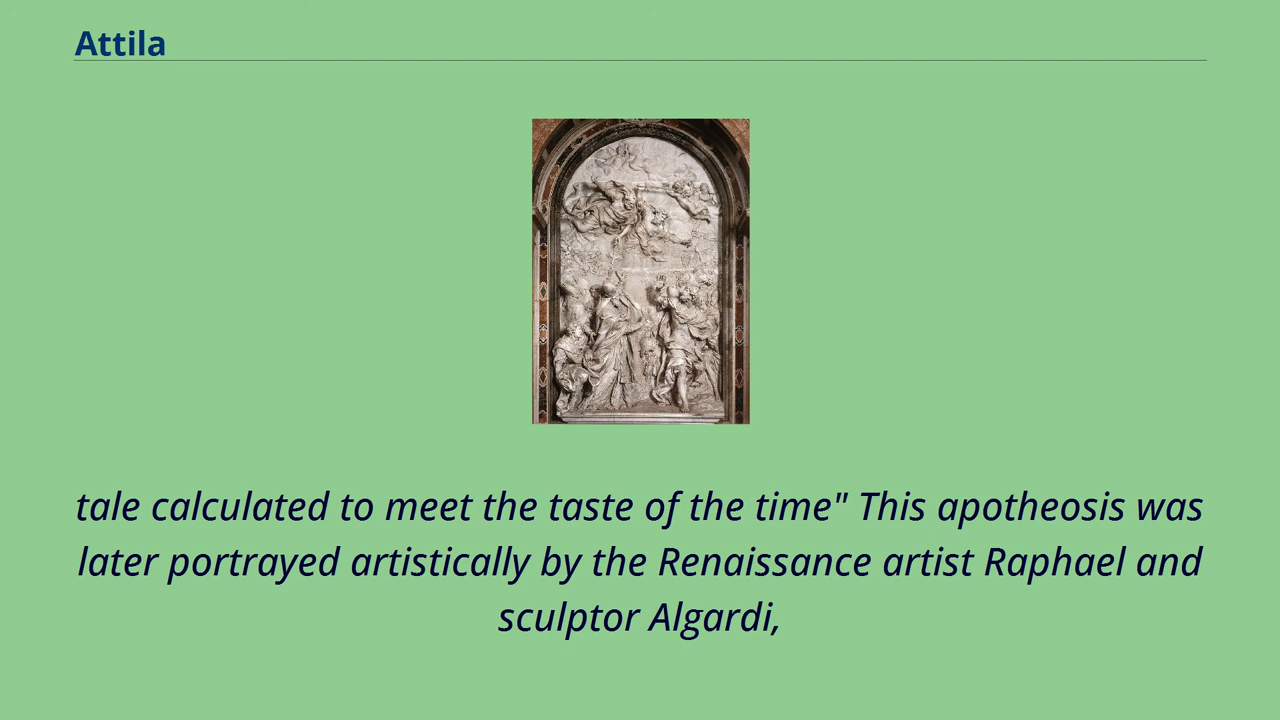 Attila
tale calculated to meet the taste of the time" This apotheosis was
later portrayed artistically by the Renaissance artist Raphael and
sculptor Algardi,